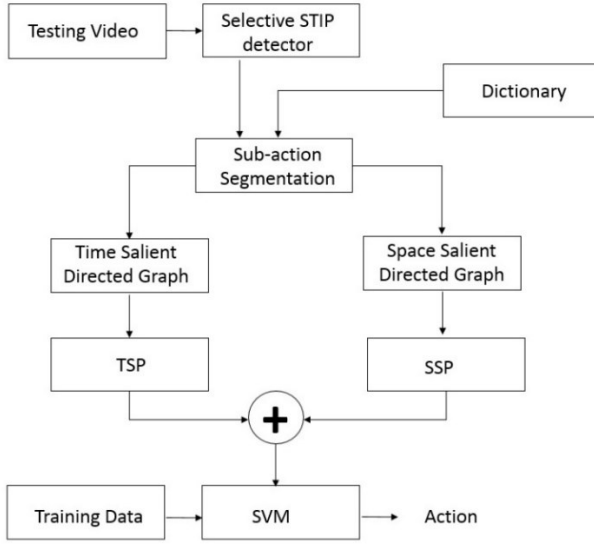 Testing Video
Selective STIP
detector
Dictionary
Sub-action
Segmentation
Time Salient
Directed Graph
Space Salient
Directed Graph
TSP
SSP
+
Training Data
SVM
Action